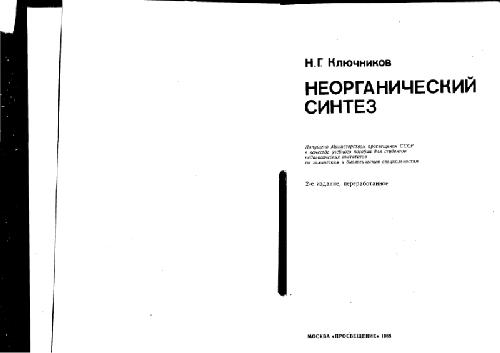 Н.Г. Ключников
НЕОРГАНИЧЕСКИЙ
СИНТЕЗ
Допущено Министерством просвещения СССР
в качестве учебного пособия для студентов
педагогических институтов
по химическим и биологическим специальностям
2-е издание, переработанное
МОСКВА «ПРОСВЕЩЕНИЕ» 1988